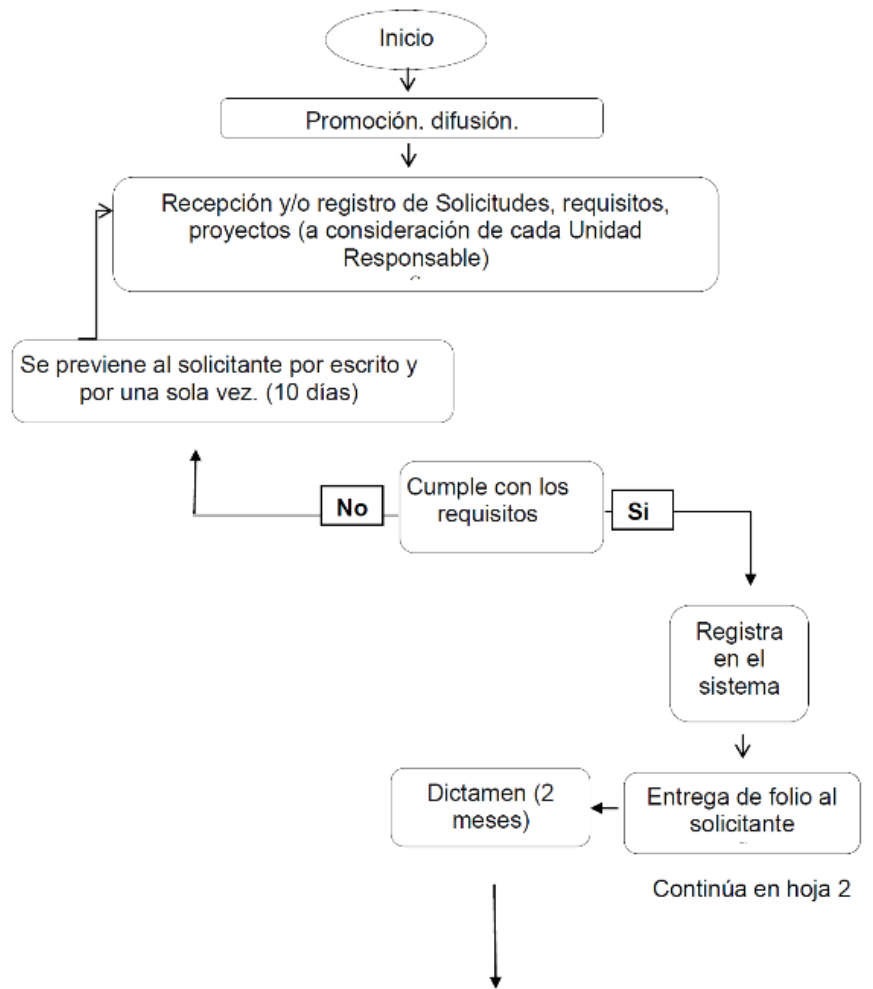 Inicio
Promoción. difusión.
Recepción y/o registro de Solicitudes, requisitos,
proyectos (a consideración de cada Unidad
Responsable)
Se previene al solicitante por escrito y
por una sola vez. (10 días)
Cumple con los
requisitos
No
Si
Registra
en el
sistema
Entrega de folio al
solicitante
Dictamen (2
meses)
Continúa en hoja 2